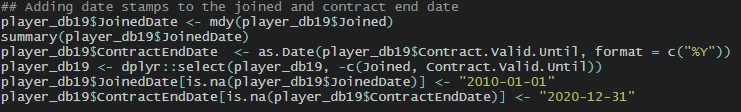 ## Adding date stamps to the joined and contract end date
player_db19$JoinedDate <- mdy(player_db19$Joined)
summary(player_db19$JoinedDate)
player_db19$ContractEndDate  <- as.Date(player_db19$Contract.Valid.Until, format = c("%Y"))
player_db19 <- dplyr::select(player_db19, -c(Joined, Contract.Valid.Until))
player_db19$JoinedDate[is.na(player_db19$JoinedDate)] <- "2010-01-01"
player_db19$ContractEndDate[is.na(player_db19$ContractEndDate)] <- "2020-12-31"